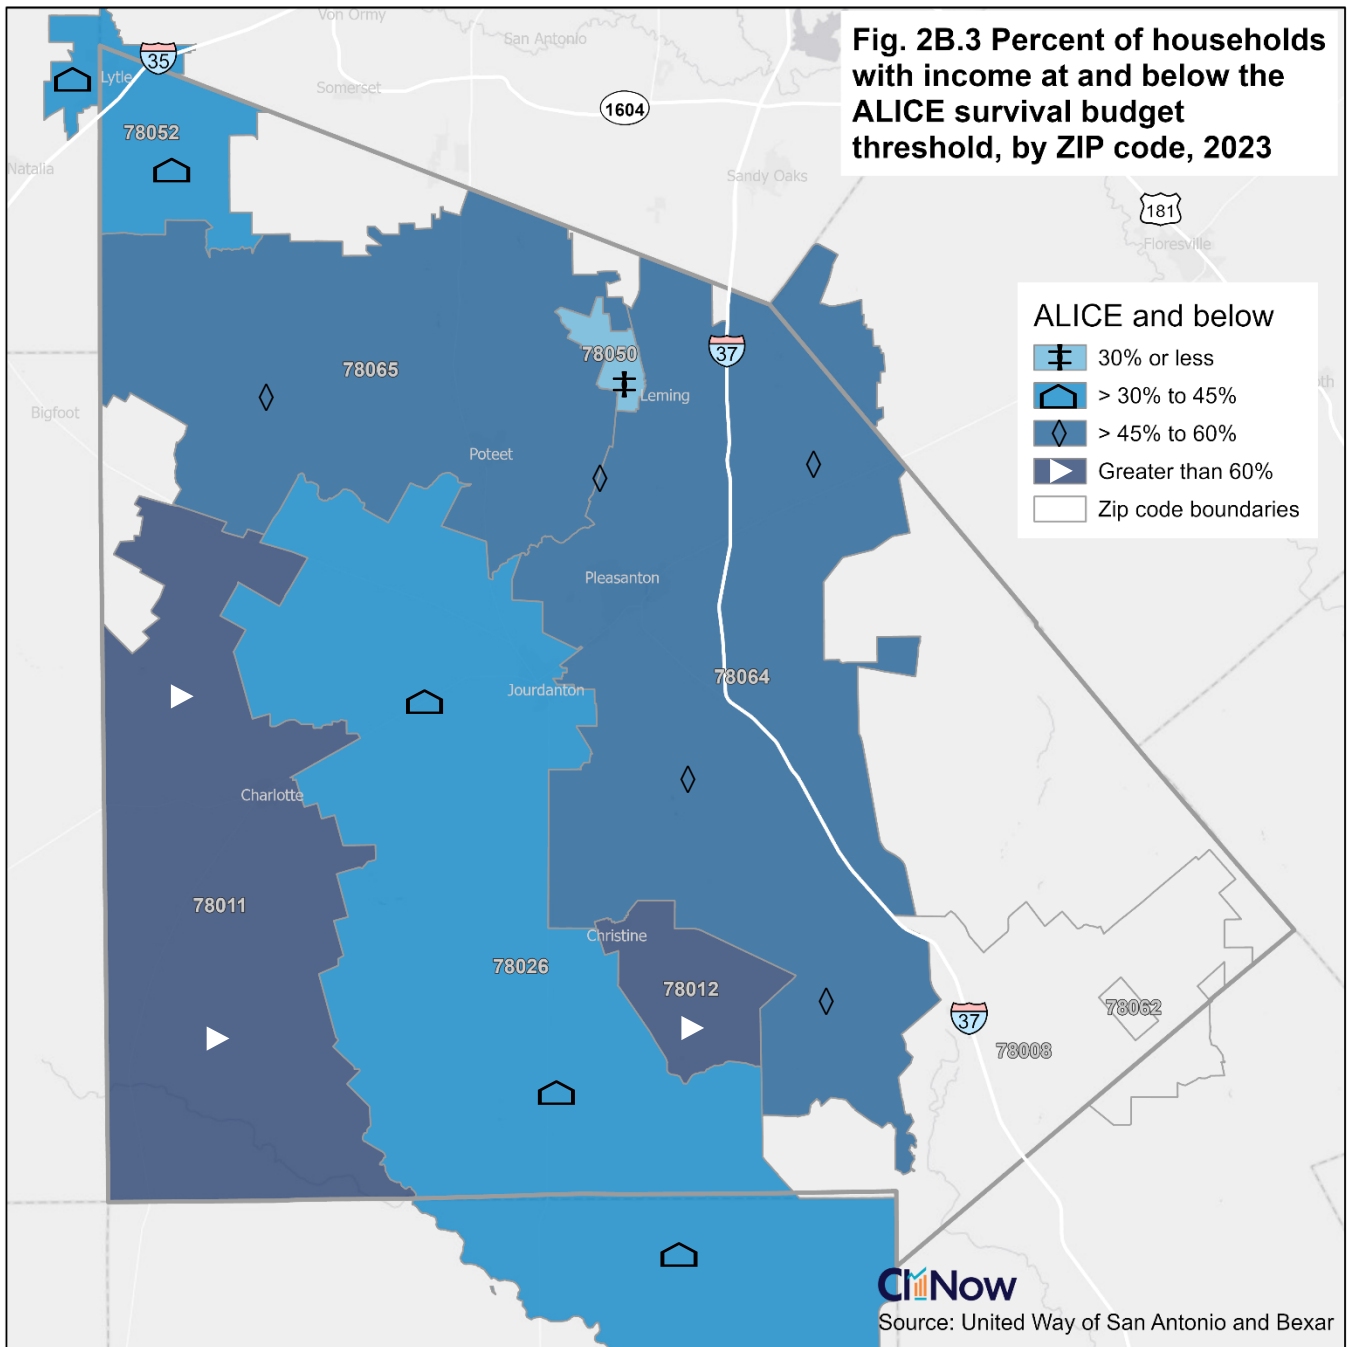 Von Ormy
Fig. 2B.3 Percent of households
with income at and below the
ALICE survival budget
threshold, by ZIP code, 2023
San Antonio
35
Lytle
Somerset
1604
78052
Natalia
Sandy Oaks
181
Floresville
ALICE and below
30% or less
> 30% to 45%
> 45% to 60%
Greater than 60%
Zip code boundaries
78050
37
78065
Leming
Bigfoot
Poteet
Pleasanton
78064
Jourdanton
Charlotte
78011
Christine
78026
78012
78062
37
78008
CI Now
Source: United Way of San Antonio and Bexar